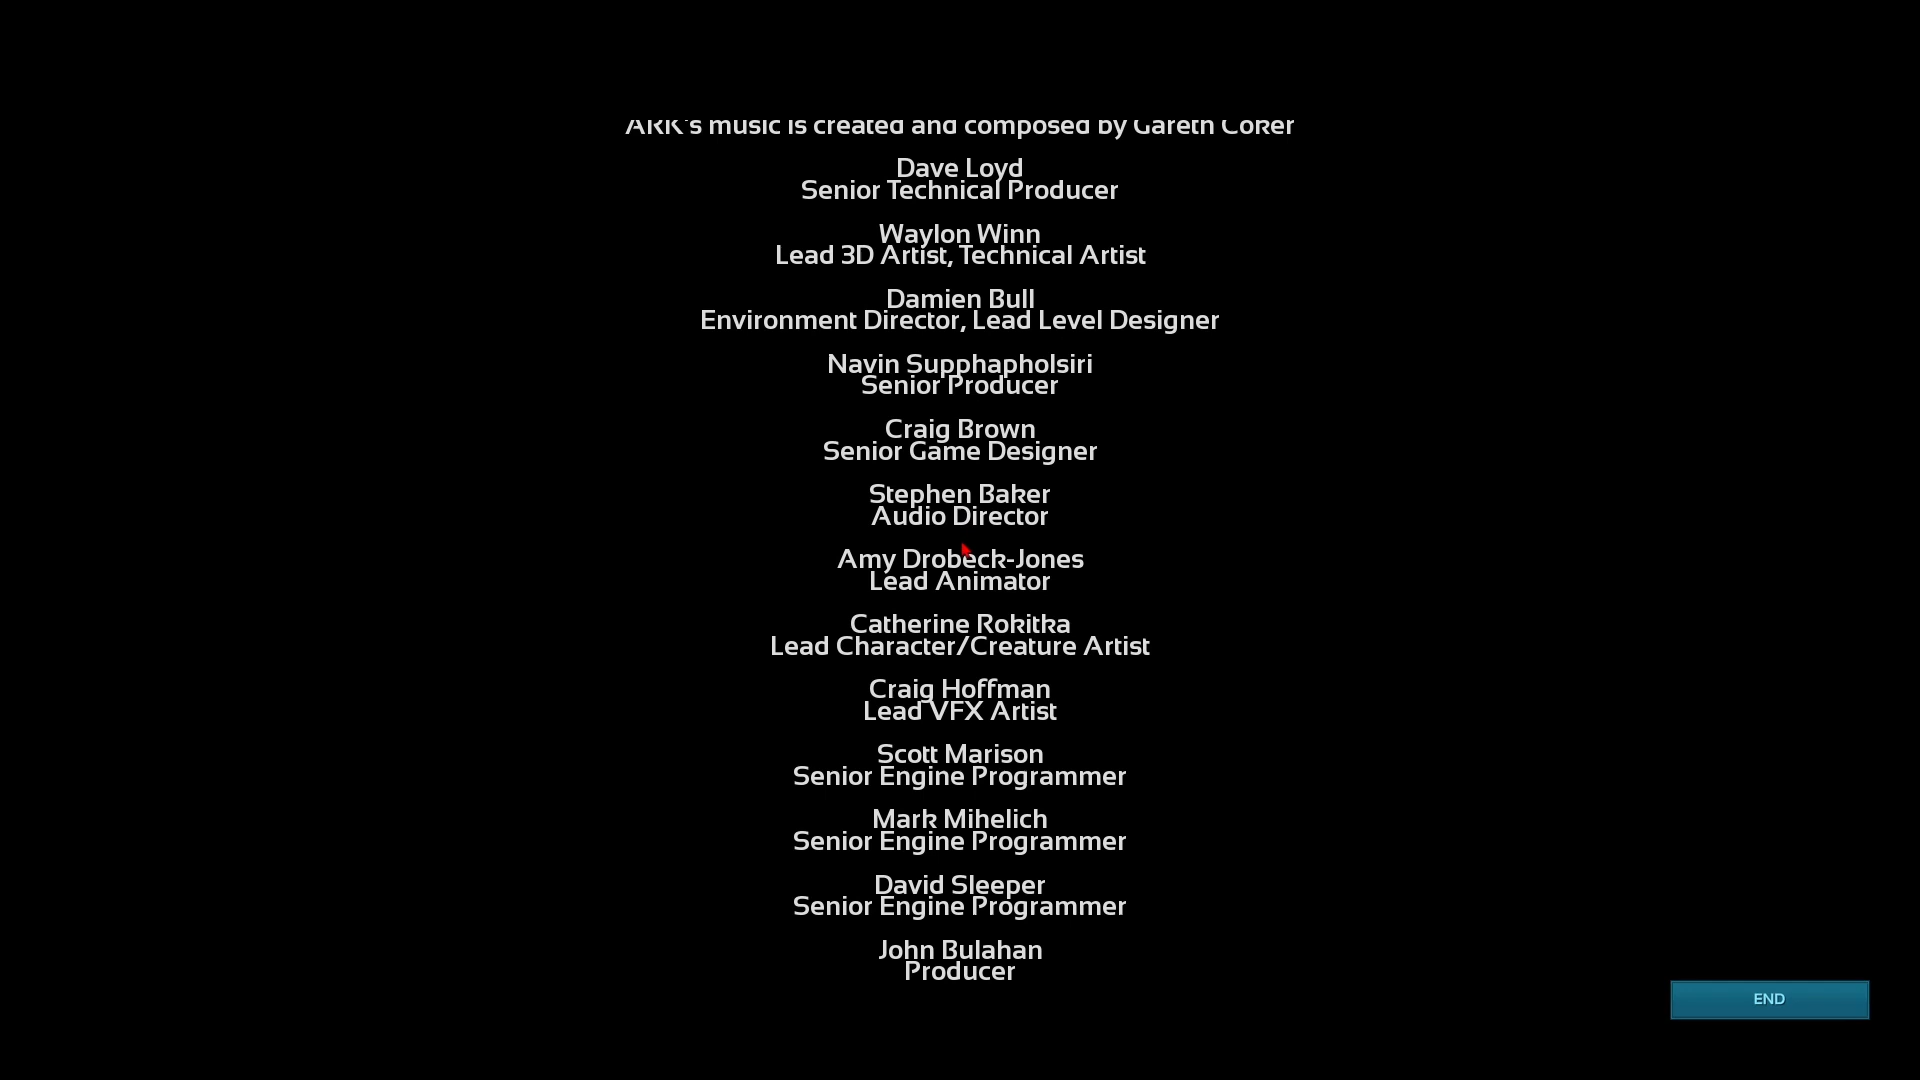 ARK's music is created and composed by Gareth Coker
Dave Loyd
Senior Technical Producer
Waylon Winn
Lead 3D Artist, Technical Artist
Damien Bull
Environment Director, Lead Level Designer
Navin Supphapholsiri
Senior Producer
Craig Brown
Senior Game Designer
Stephen Baker
Audio Director
Amy Drobeck-Jones
Lead Animator
Catherine Rokitka
Lead Character/Creature Artist
Craig Hoffman
Lead VFX Artist
Scott Marison
Senior Engine Programmer
Mark Mihelich
Senior Engine Programmer
David Sleeper
Senior Engine Programmer
John Bulahan
Producer
END